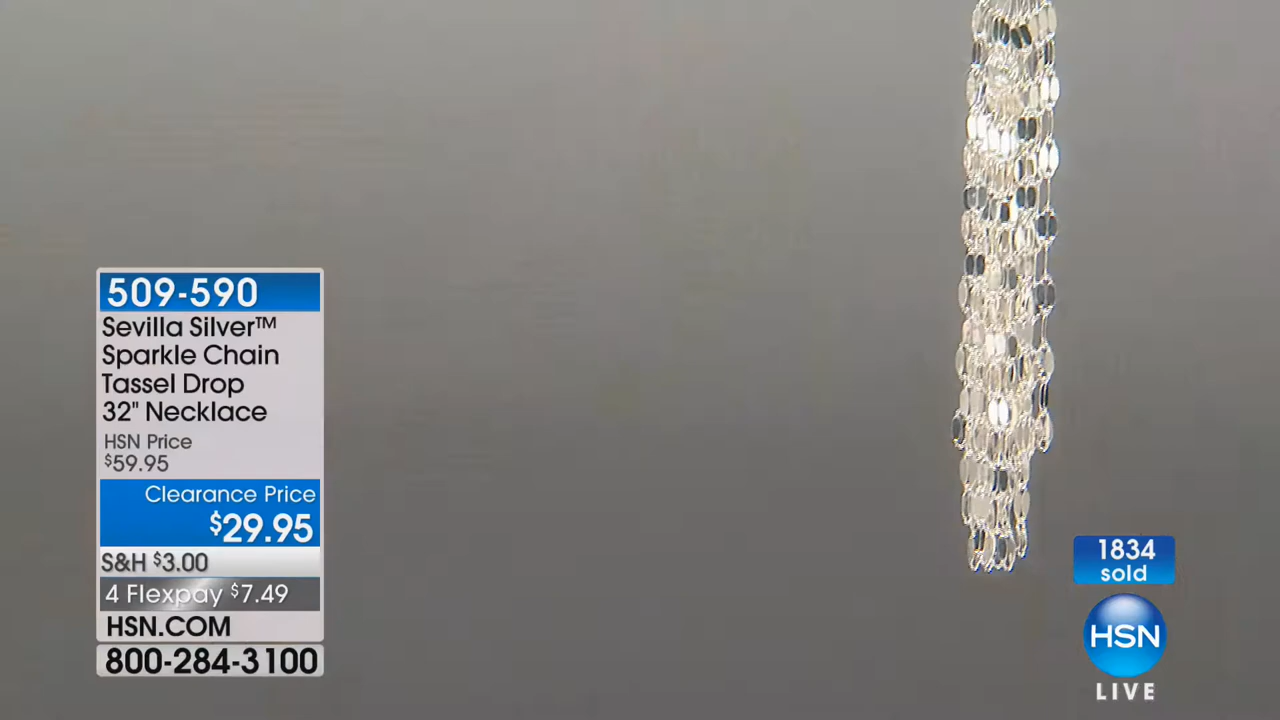 509-590
Sevilla Silver™
Sparkle Chain
Tassel Drop
32" Necklace
HSN Price
$59.95
Clearance Price
$29.95
S&H $3.00
4 Flexpay $7.49
HSN.COM
800-284-3100
1834
sold
HSN
LIVE